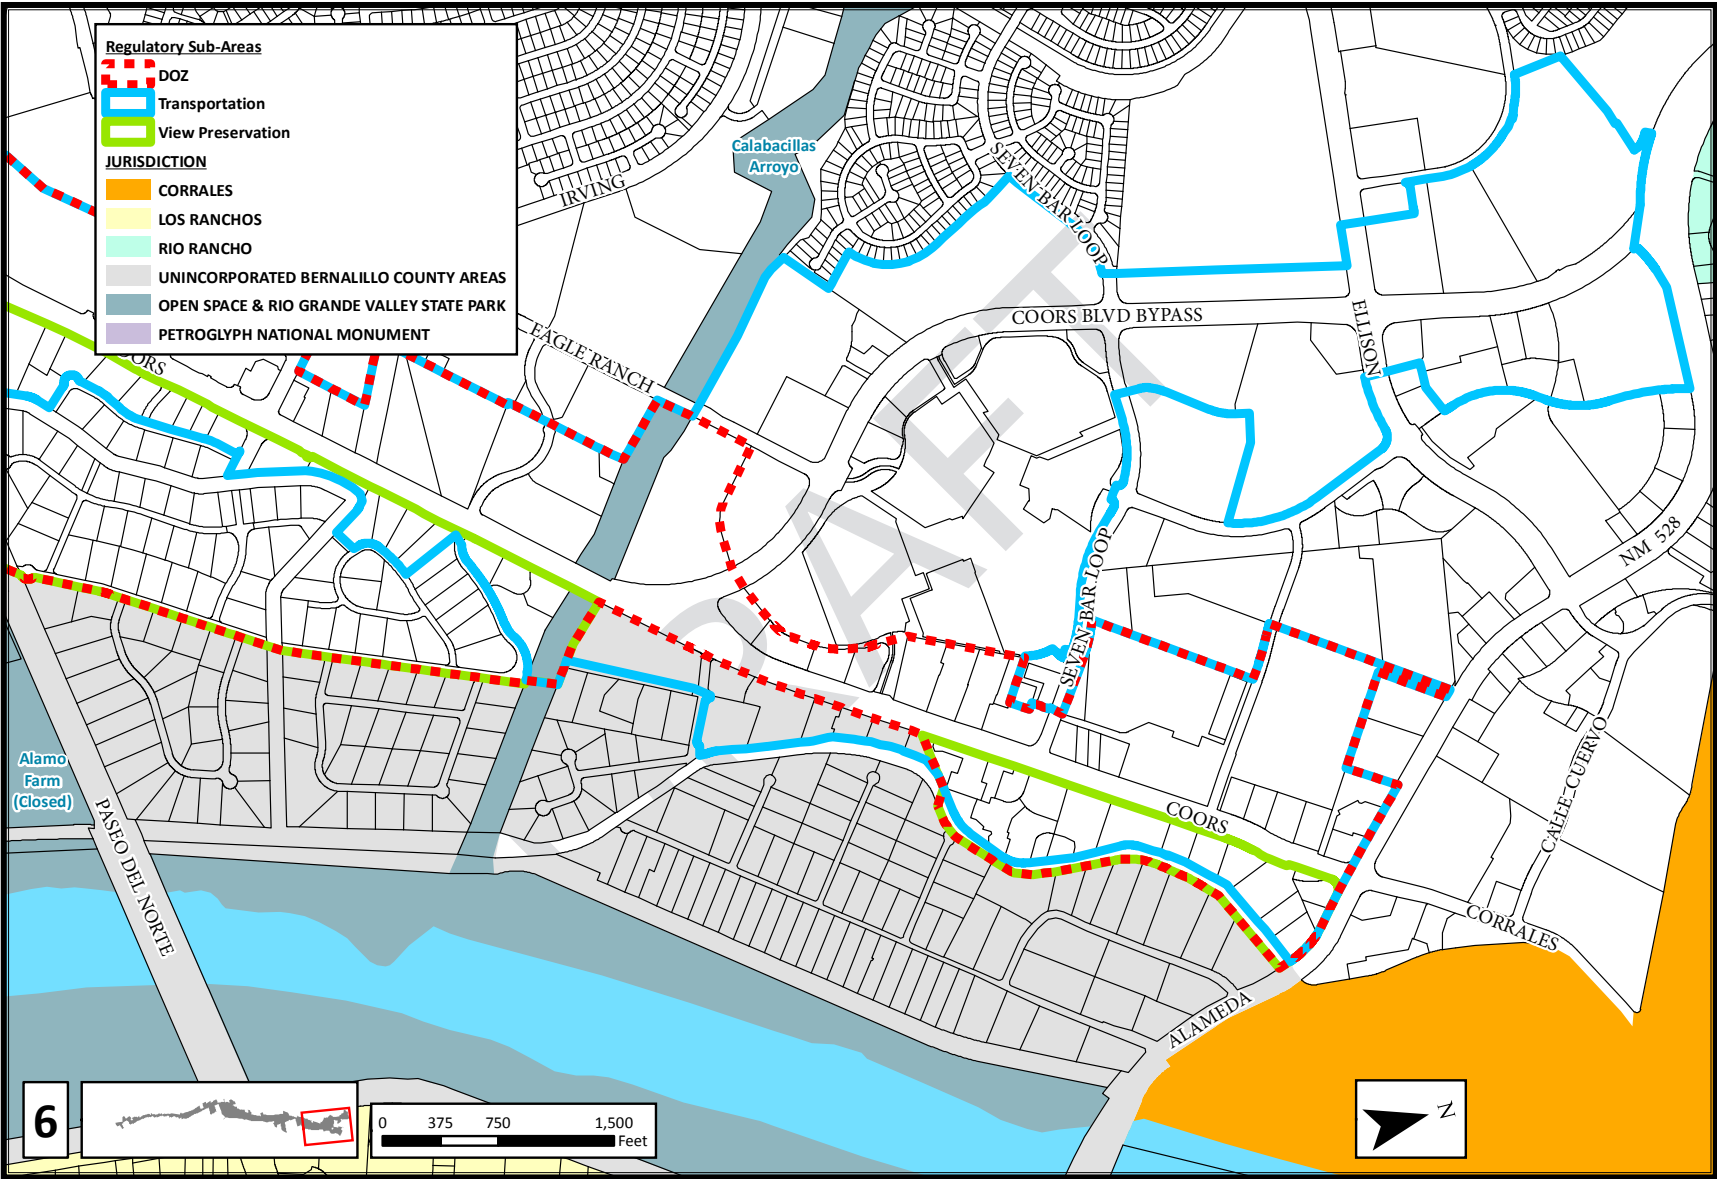 Regulatory Sub-Areas
DOZ
Transportation
View Preservation
JURISDICTION
CORRALES
LOS RANCHOS
RIO RANCHO
UNINCORPORATED BERNALILLO COUNTY AREAS
OPEN SPACE & RIO GRANDE VALLEY STATE PARK
PETROGLYPH NATIONAL MONUMENT
Calabacillas
Arroyo
IRVING
SEVEN BAR LOOP
COORS BLVD BYPASS
ELLISON
EAGLE RANCH
OORS
DRAFT
NM 528
SEVEN BAR LOOP
CALLE CUERVO
COORS
CORRALES
ALAMEDA
Alamo
Farm
(Closed)
PASEO DEL NORTE
6
0 375 750 1,500
Feet
N